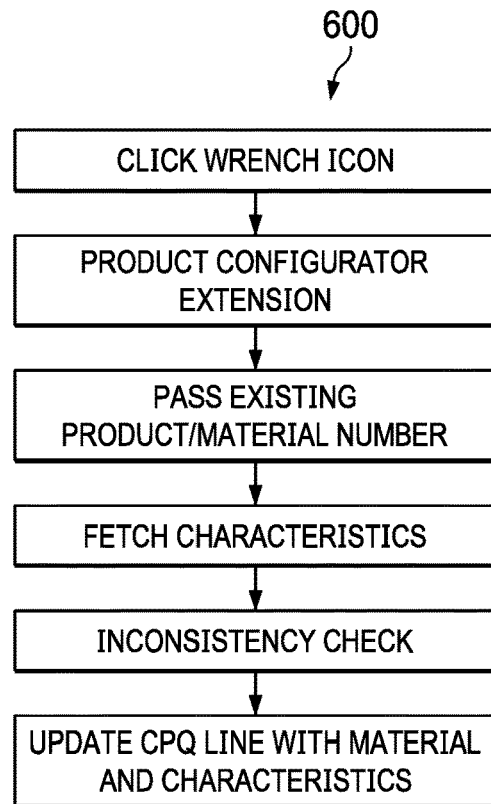 600
CLICK WRENCH ICON
PRODUCT CONFIGURATOR
EXTENSION
PASS EXISTING
PRODUCT/MATERIAL NUMBER
FETCH CHARACTERISTICS
INCONSISTENCY CHECK
UPDATE CPQ LINE WITH MATERIAL
AND CHARACTERISTICS